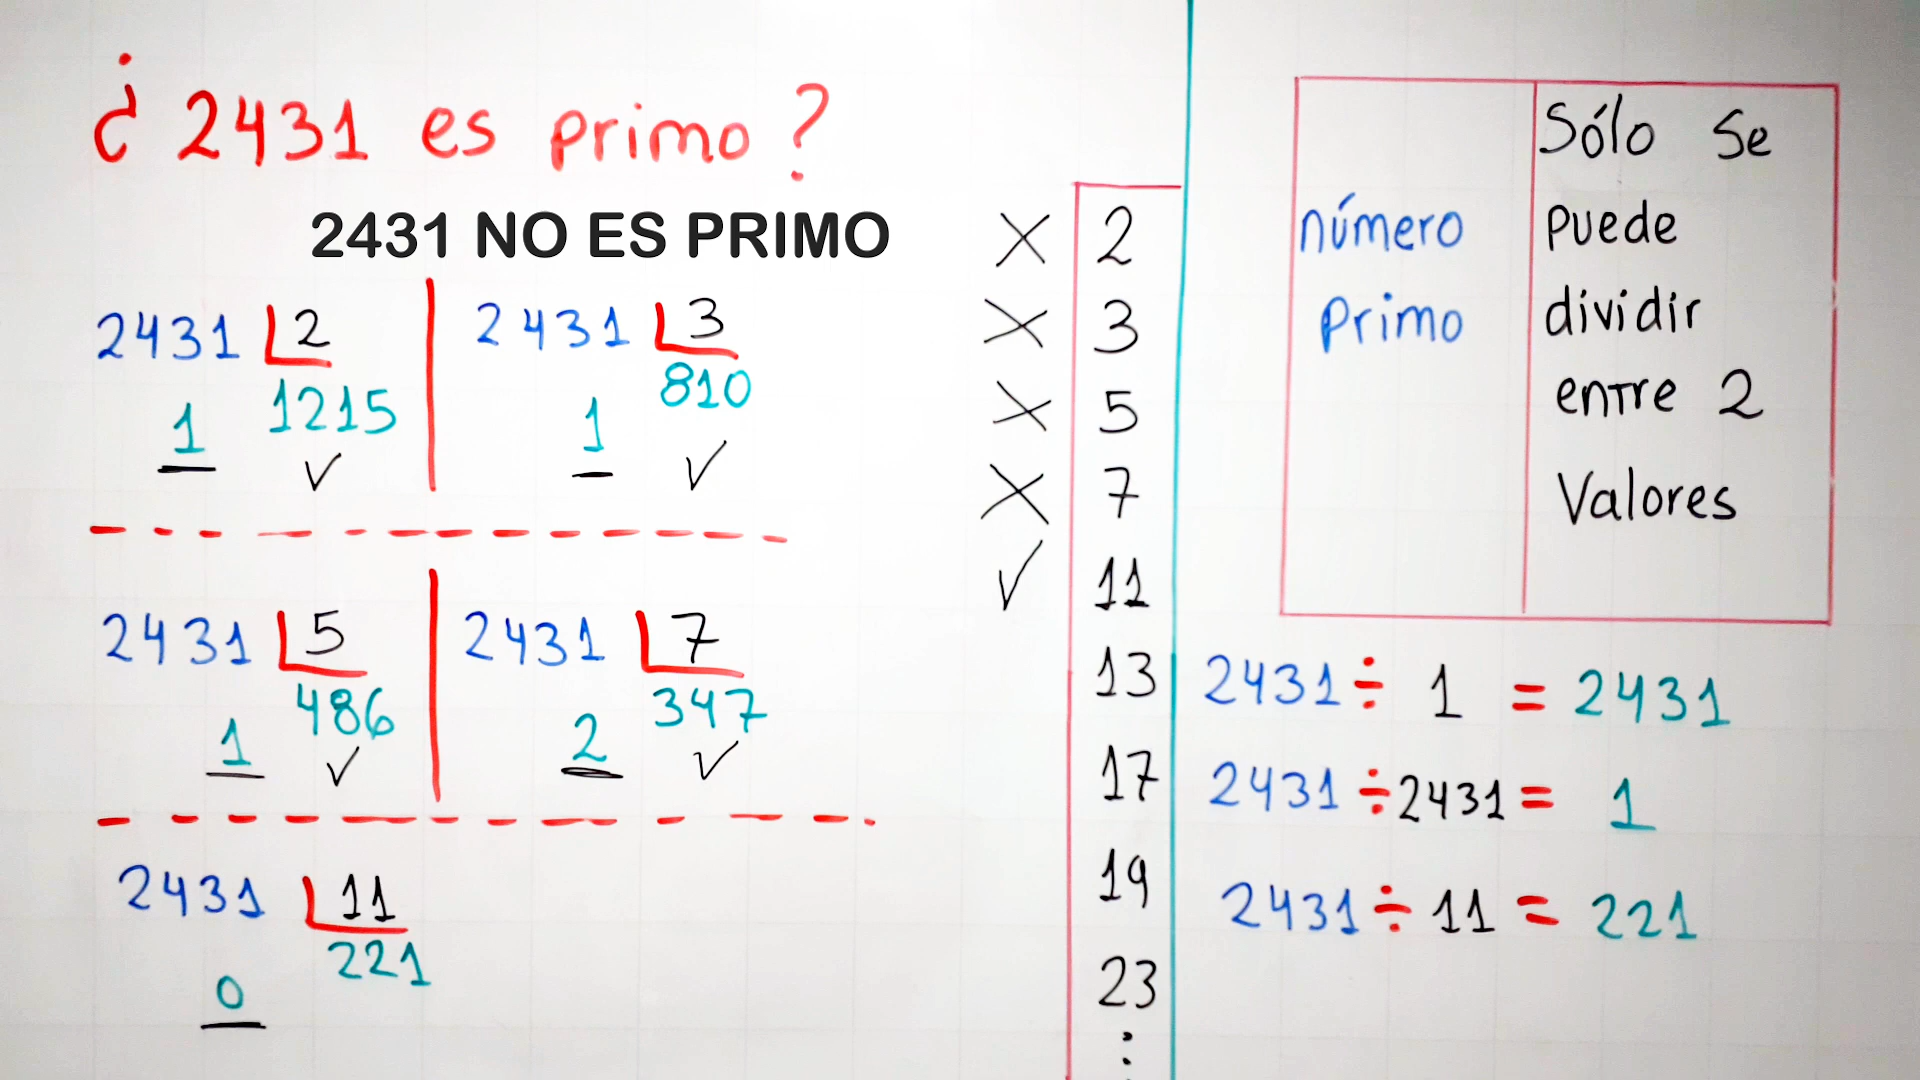 ¿ 2431 es primo ?
2431 NO ES PRIMO
2431 2
1215
1
2431 3
810
1
2431 5
486
1
2431 7
347
2
2431 11
221
0
2
3
5
7
11
13
17
19
23
número
Primo
Sólo Se
Puede
dividir
entre 2
Valores
2431 ÷ 1 = 2431
2431 ÷ 2431 = 1
2431 ÷ 11 = 221